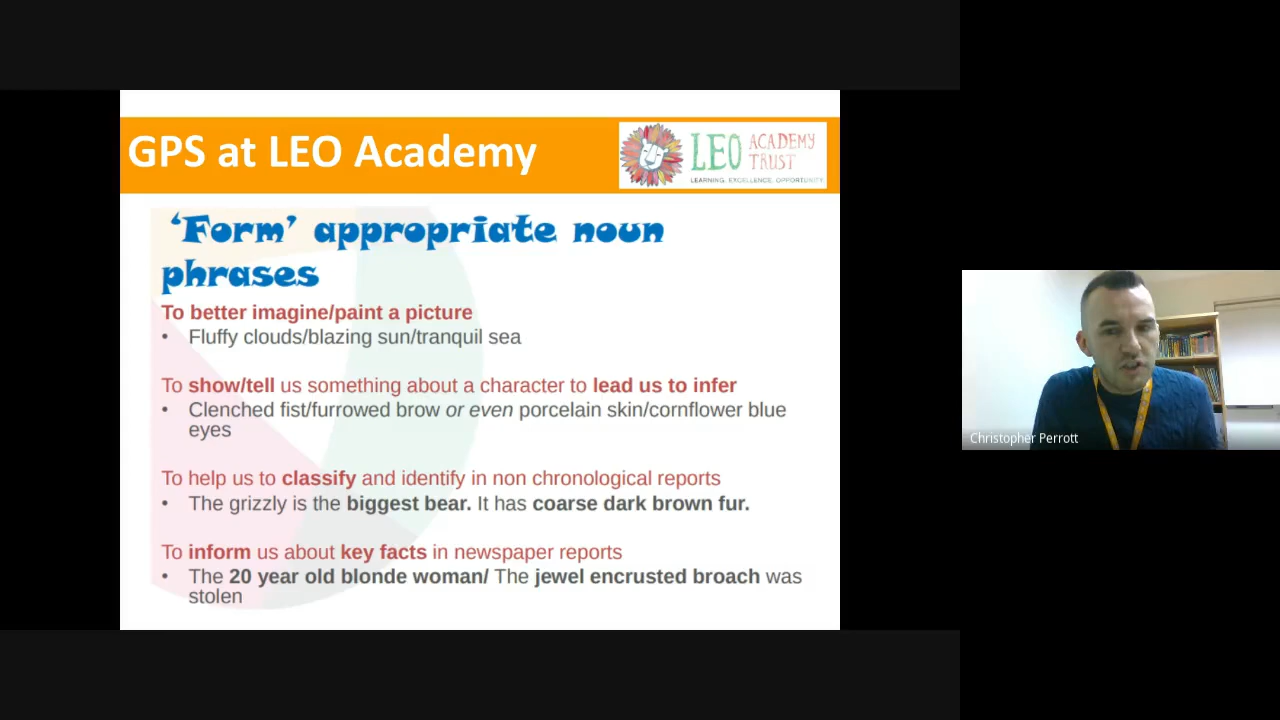 GPS at LEO Academy
LEO ACADEMY
TRUST
LEARNING, EXCELLENCE, OPPORTUNITY
‘Form’ appropriate noun
phrases
To better imagine/paint a picture
• Fluffy clouds/blazing sun/tranquil sea
To show/tell us something about a character to lead us to infer
• Clenched fist/furrowed brow or even porcelain skin/cornflower blue
eyes
To help us to classify and identify in non chronological reports
• The grizzly is the biggest bear. It has coarse dark brown fur.
To inform us about key facts in newspaper reports
• The 20 year old blonde woman/ The jewel encrusted broach was
stolen
Christopher Perrott